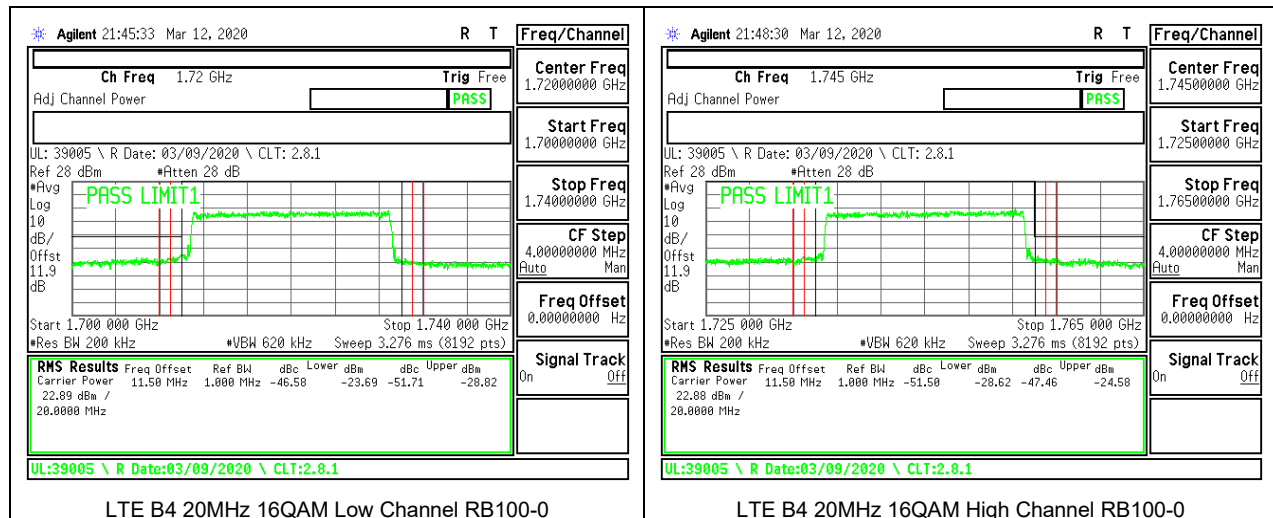 Agilent 21:45:33 Mar 12, 2020 R T
Freq/Channel
Ch Freq 1.72 GHz Trig Free
Adj Channel Power PASS
Center Freq
1.72000000 GHz
Start Freq
1.70000000 GHz
UL: 39005 \ R Date: 03/09/2020 \ CLT: 2.8.1
Ref 28 dBm #Atten 28 dB
#Avg
Log
10
dB/
Offst
11.9
dB
PASS LIMIT1
Stop Freq
1.74000000 GHz
CF Step
4.00000000 MHz
Auto Man
Freq Offset
0.00000000 Hz
Start 1.700 000 GHz Stop 1.740 000 GHz
#Res BW 200 kHz #VBW 620 kHz Sweep 3.276 ms (8192 pts)
Signal Track
On Off
RMS Results Freq Offset Ref BW dBc Lower dBm dBc Upper dBm
Carrier Power 11.50 MHz 1.000 MHz -46.58 -23.69 -51.71 -28.82
22.89 dBm /
20.0000 MHz
UL:39005 \ R Date:03/09/2020 \ CLT:2.8.1
LTE B4 20MHz 16QAM Low Channel RB100-0
Agilent 21:48:30 Mar 12, 2020 R T
Freq/Channel
Ch Freq 1.745 GHz Trig Free
Adj Channel Power PASS
Center Freq
1.74500000 GHz
Start Freq
1.72500000 GHz
UL: 39005 \ R Date: 03/09/2020 \ CLT: 2.8.1
Ref 28 dBm #Atten 28 dB
#Avg
Log
10
dB/
Offst
11.9
dB
PASS LIMIT1
Stop Freq
1.76500000 GHz
CF Step
4.00000000 MHz
Auto Man
Freq Offset
0.00000000 Hz
Start 1.725 000 GHz Stop 1.765 000 GHz
#Res BW 200 kHz #VBW 620 kHz Sweep 3.276 ms (8192 pts)
Signal Track
On Off
RMS Results Freq Offset Ref BW dBc Lower dBm dBc Upper dBm
Carrier Power 11.50 MHz 1.000 MHz -51.50 -28.62 -47.46 -24.58
22.88 dBm /
20.0000 MHz
UL:39005 \ R Date:03/09/2020 \ CLT:2.8.1
LTE B4 20MHz 16QAM High Channel RB100-0